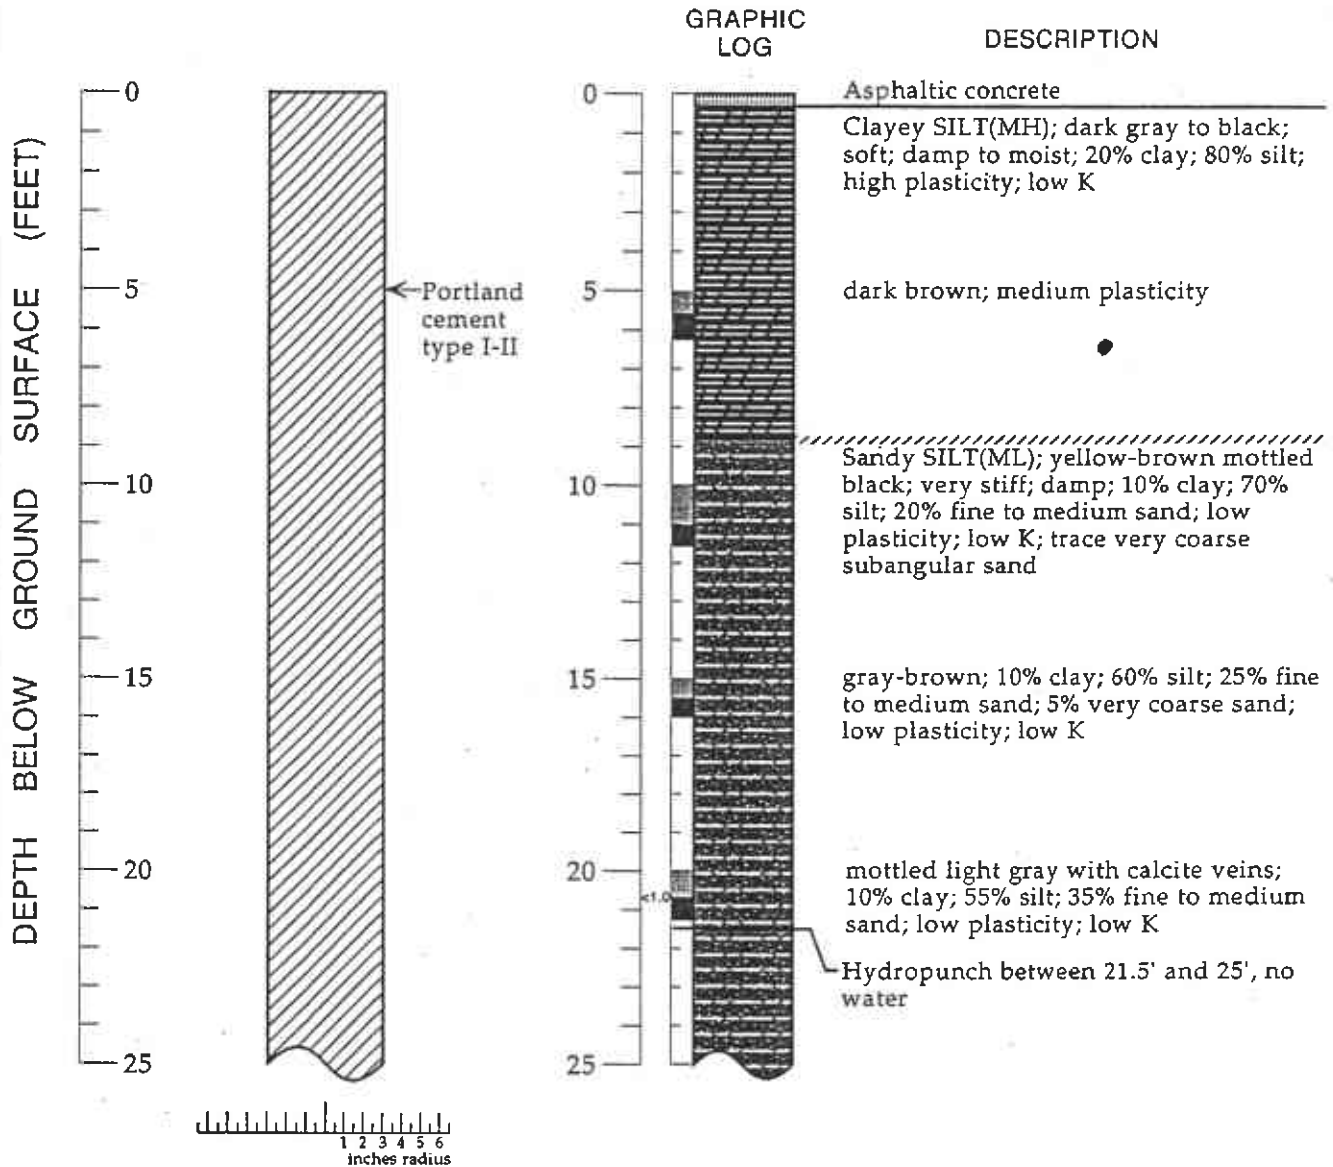 GRAPHIC
LOG
DESCRIPTION
DEPTH BELOW GROUND SURFACE (FEET)
0
5
10
15
20
25
Portland
cement
type I-II
1 2 3 4 5 6
inches radius
0
5
10
15
20
25
<1.0
Asphaltic concrete
Clayey SILT(MH); dark gray to black;
soft; damp to moist; 20% clay; 80% silt;
high plasticity; low K
dark brown; medium plasticity
Sandy SILT(ML); yellow-brown mottled
black; very stiff; damp; 10% clay; 70%
silt; 20% fine to medium sand; low
plasticity; low K; trace very coarse
subangular sand
gray-brown; 10% clay; 60% silt; 25% fine
to medium sand; 5% very coarse sand;
low plasticity; low K
mottled light gray with calcite veins;
10% clay; 55% silt; 35% fine to medium
sand; low plasticity; low K
Hydropunch between 21.5' and 25', no
water